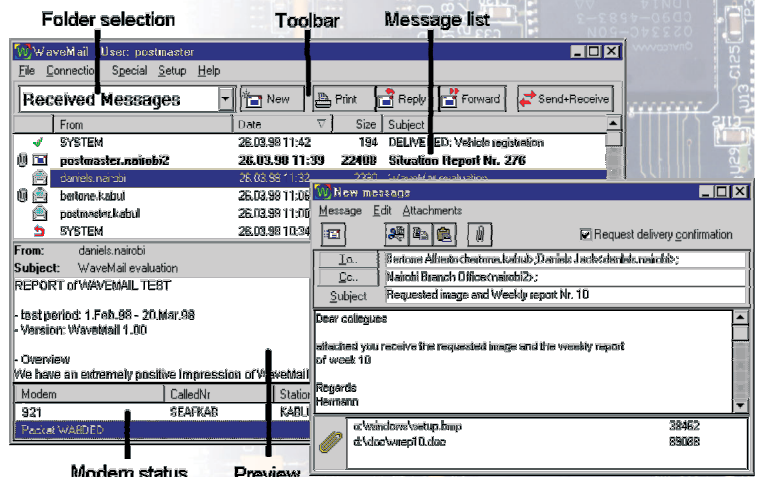 Folder selection
Toolbar
Message list
WaveMail User: postmaster
File Connection Special Setup Help
Received Messages
New
Print
Reply
Forward
Send+Receive
From Date Size Subject
SYSTEM 26.03.98 11:42 194 DELIVERED: Vehicle registration
postmaster.nairobi2 26.03.98 11:39 22408 Situation Report Nr. 276
daniels.nairobi 26.03.98 11:32 WaveMail evaluation
bertone.kabul 26.03.98 11:06
postmaster.kabul 26.03.98 11:00
SYSTEM 26.03.98 10:34
From: daniels.nairobi
Subject: WaveMail evaluation
REPORT of WAVEMAIL TEST
- test period: 1.Feb.98 - 20.Mar.98
- Version: WaveMail 1.00
- Overview
We have an extremely positive impression of WaveMail
Modem CalledNr Station
921 SEAFKAB
Packet
Modem status
Preview
New message
Message Edit Attachments
Request delivery confirmation
To..
Cc.. Nairobi Branch Office<nairobi2>;
Subject Requested image and Weekly report Nr. 10
Dear collegues
attached you receive the requested image and the weekly report
of week 10
Regards
Hermann
c:\windows\setup.bmp 38462
d:\doc\wrep10.doc 89088